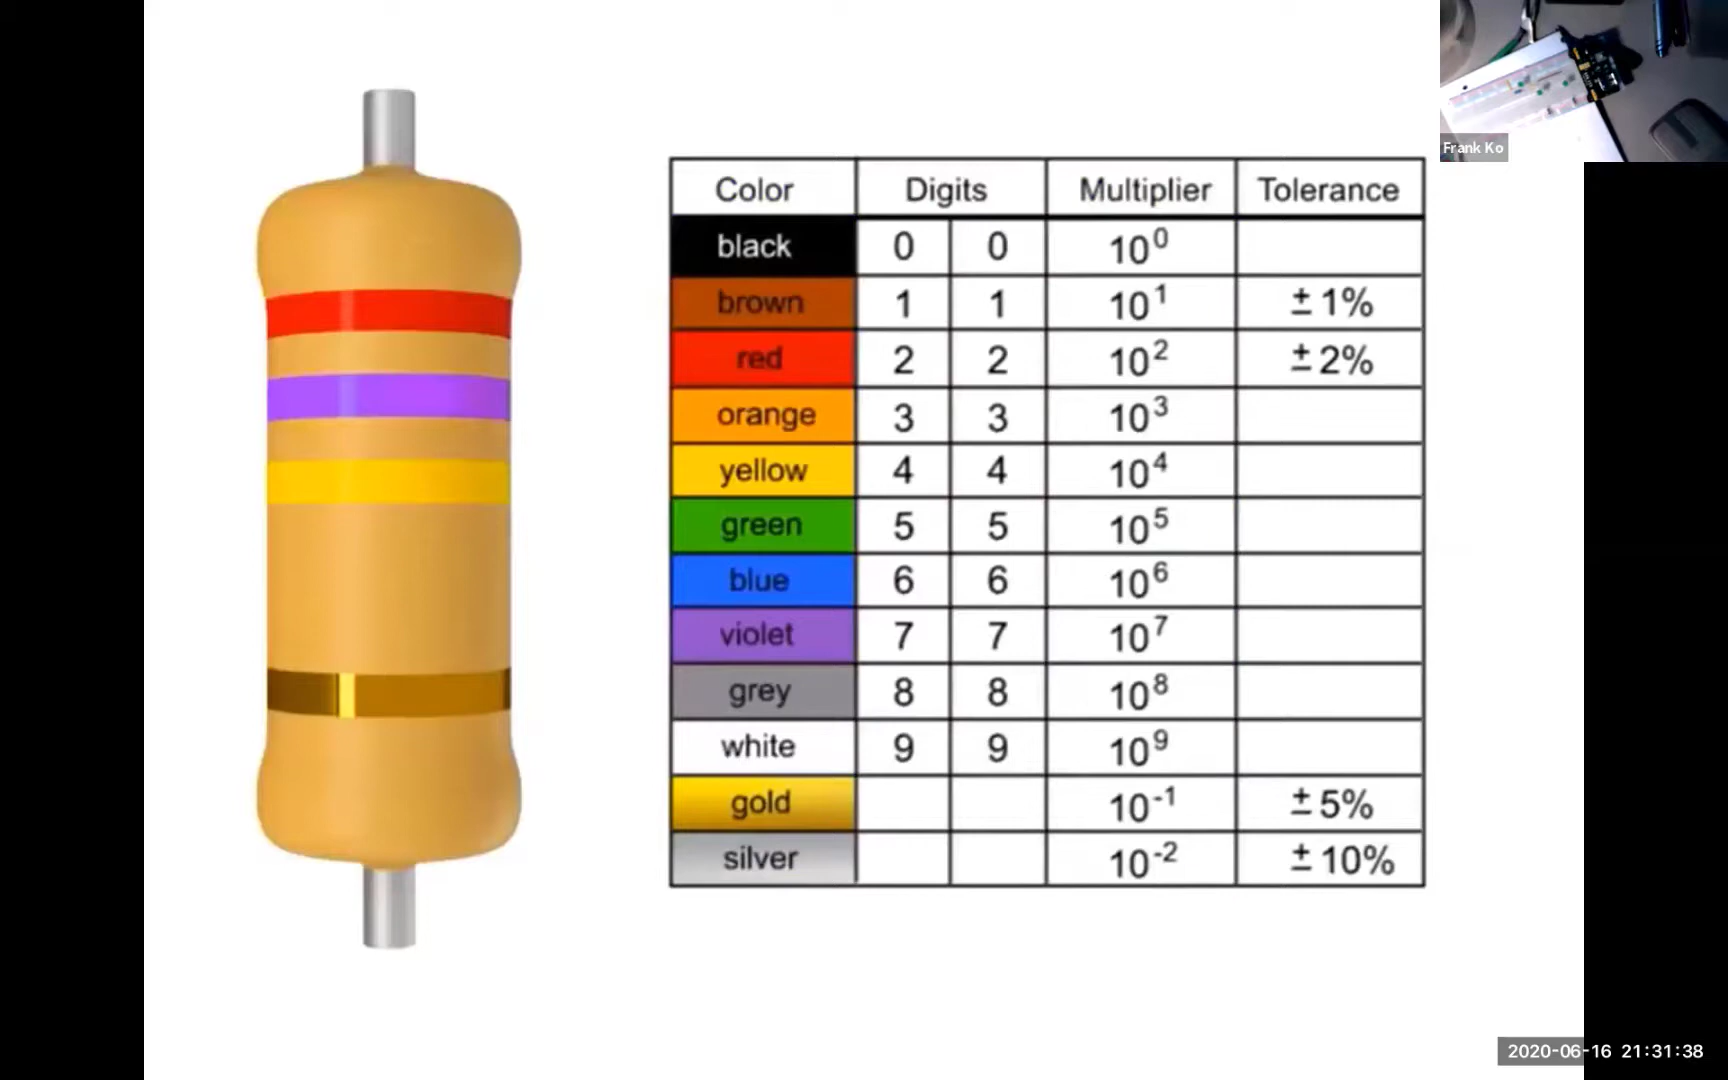 Frank Ko
Color Digits Multiplier Tolerance
black 0 0 10⁰
brown 1 1 10¹ ± 1%
red 2 2 10² ± 2%
orange 3 3 10³
yellow 4 4 10⁴
green 5 5 10⁵
blue 6 6 10⁶
violet 7 7 10⁷
grey 8 8 10⁸
white 9 9 10⁹
gold 10⁻¹ ± 5%
silver 10⁻² ± 10%
2020-06-16 21:31:38